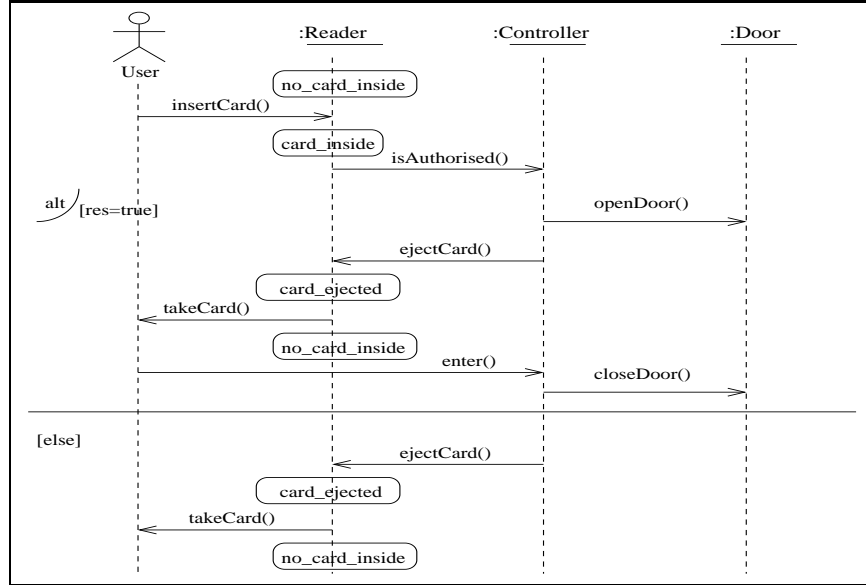 :Reader
:Controller
:Door
User
no_card_inside
insertCard()
card_inside
isAuthorised()
alt
[res=true]
openDoor()
ejectCard()
card_ejected
takeCard()
no_card_inside
enter()
closeDoor()
[else]
ejectCard()
card_ejected
takeCard()
no_card_inside